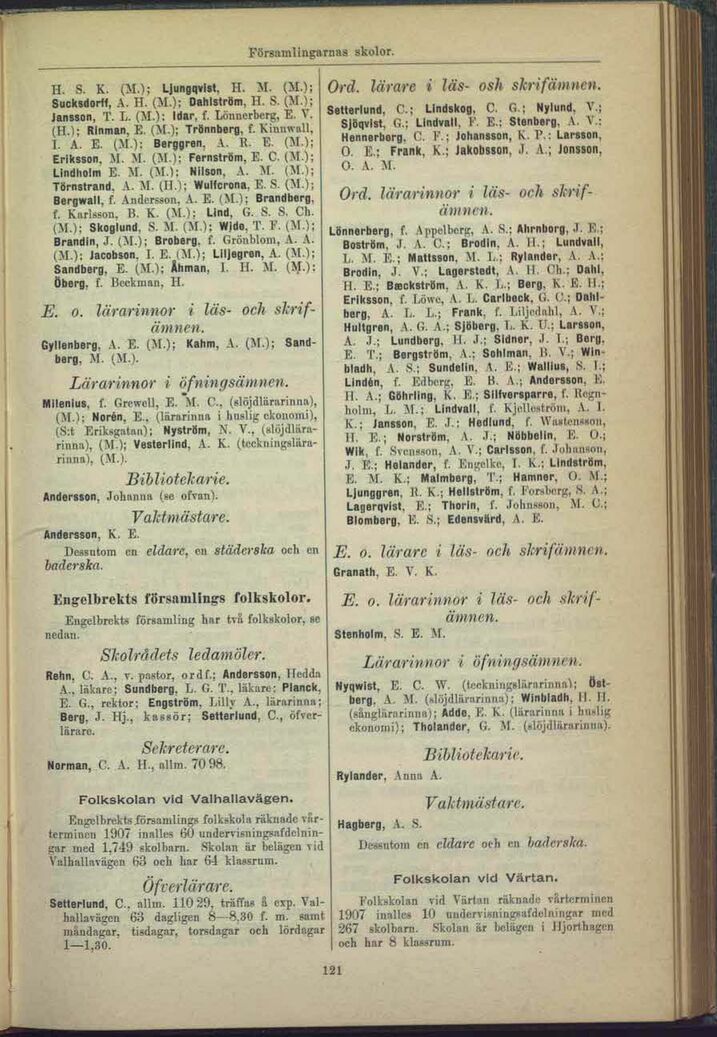 Församlingarnas skolor.
H. S. K. (M.); Ljungqvist, H. M. (M.);
Sucksdorff, A. H. (M.); Dahlström, H. S. (M.);
Jansson, T. L. (M.); Idar, f. Lönnerberg, E. V.
(H.); Rinman, E. (M.); Trönnberg, f. Kinnwall,
I. A. E. (M.); Berggren, A. R. E. (M.);
Eriksson, M. M. (M.); Fernström, E. C. (M.);
Lindholm E. M. (M.); Nilson, A. M. (M.);
Törnstrand, A. M. (H.); Wulfcrona, E. S. (M.);
Bergwall, f. Andersson, A. E. (M.); Brandberg,
f. Karlsson, B. K. (M.); Lind, G. S. S. Ch.
(M.); Skoglund, S. M. (M.); Wide, T. F. (M.);
Brandin, J. (M.); Broberg, f. Grönblom, A. A.
(M.); Jacobson, I. E. (M.); Liljegren, A. (M.);
Sandberg, E. (M.); Åhman, I. H. M. (M.);
Öberg, f. Beckman, H.
E. o. lärarinnor i läs- och skrif-
ämnen.
Gyllenberg, A. E. (M.); Kahm, A. (M.); Sand-
berg, M. (M.).
Lärarinnor i öfningsämnen.
Milenius, f. Grewell, E. M. C., (slöjdlärarinna),
(M.); Norén, E., (lärarinna i huslig ekonomi),
(S:t Eriksgatan); Nyström, N. V., (slöjdlära-
rinna), (M.); Vesterlind, A. K. (teckningslära-
rinna), (M.).
Bibliotekarie.
Andersson, Johanna (se ofvan).
Vaktmästare.
Andersson, K. E.
Dessutom en eldare, en städerska och en
baderska.
Engelbrekts församlings folkskolor.
Engelbrekts församling har två folkskolor, se
nedan.
Skolrådets ledamöter.
Rehn, C. A., v. pastor, ordf.; Andersson, Hedda
A., läkare; Sundberg, L. G. T., läkare; Planck,
E. G., rektor; Engström, Lilly A., lärarinna;
Berg, J. Hj., kassör; Setterlund, C., öfver-
lärare.
Sekreterare.
Norman, C. A. H., allm. 70 98.
Folkskolan vid Valhallavägen.
Engelbrekts församlings folkskola räknade vår-
terminen 1907 inalles 60 undervisningsafdelnin-
gar med 1,749 skolbarn. Skolan är belägen vid
Valhallavägen 63 och har 64 klassrum.
Öfverlärare.
Setterlund, C., allm. 110 29, träffas å exp. Val-
hallavägen 63 dagligen 8—8,30 f. m. samt
måndagar, tisdagar, torsdagar och lördagar
1—1,30.
Ord. lärare i läs- osh skrifämnen.
Setterlund, C.; Lindskog, C. G.; Nylund, V.;
Sjöqvist, G.; Lindvall, F. E.; Stenberg, A. V.;
Hennerberg, C. F.; Johansson, K. P.; Larsson,
O. E.; Frank, K.; Jakobsson, J. A.; Jonsson,
O. A. M.
Ord. lärarinnor i läs- och skrif-
ämnen.
Lönnerberg, f. Appelberg, A. S.; Ahrnborg, J. E.;
Boström, J. A. C.; Brodin, A. H.; Lundvall,
L. M. E.; Mattsson, M. L.; Rylander, A. A.;
Brodin, J. V.; Lagerstedt, A. H. Ch.; Dahl,
H. E.; Bæckström, A. K. L.; Berg, K. E. H.;
Eriksson, f. Löwe, A. L. Carlbeck, G. C.; Dahl-
berg, A. L. L.; Frank, f. Liljedahl, A. V.;
Hultgren, A. G. A.; Sjöberg, L. K. U.; Larsson,
A. J.; Lundberg, H. J.; Sidner, J. I.; Berg,
E. T.; Bergström, A.; Sohlman, B. V.; Win-
bladh, A. S.; Sundelin, A. E.; Wallius, S. I.;
Lindén, f. Edberg, E. B. A.; Andersson, E.
H. A.; Göhrling, K. E.; Silfversparre, f. Regn-
holm, L. M.; Lindvall, f. Kjelleström, A. I.
K.; Jansson, E. J.; Hedlund, f. Wastensson,
H. E.; Norström, A. J.; Nöbbelin, E. O.;
Wik, f. Svensson, A. V.; Carlsson, f. Johanson,
J. E.; Helander, f. Engelke, I. K.; Lindström,
E. M. K.; Malmberg, T.; Hamner, O. M.;
Ljunggren, R. K.; Hellström, f. Forsberg, S. A.;
Lagerqvist, E.; Thorin, f. Johnsson, M. C.;
Blomberg, E. S.; Edensvärd, A. E.
E. o. lärare i läs- och skrifämnen.
Granath, E. V. K.
E. o. lärarinnor i läs- och skrif-
ämnen.
Stenholm, S. E. M.
Lärarinnor i öfningsämnen.
Nyqwist, E. C. W. (teckningslärarinna); Öst-
berg, A. M. (slöjdlärarinna); Winbladh, H. H.
(sånglärarinna); Adde, E. K. (lärarinna i huslig
ekonomi); Tholander, G. M. (slöjdlärarinna).
Bibliotekarie.
Rylander, Anna A.
Vaktmästare.
Hagberg, A. S.
Dessutom en eldare och en baderska.
Folkskolan vid Värtan.
Folkskolan vid Värtan räknade vårterminen
1907 inalles 10 undervisningsafdelningar med
267 skolbarn. Skolan är belägen i Hjorthagen
och har 8 klassrum.
121